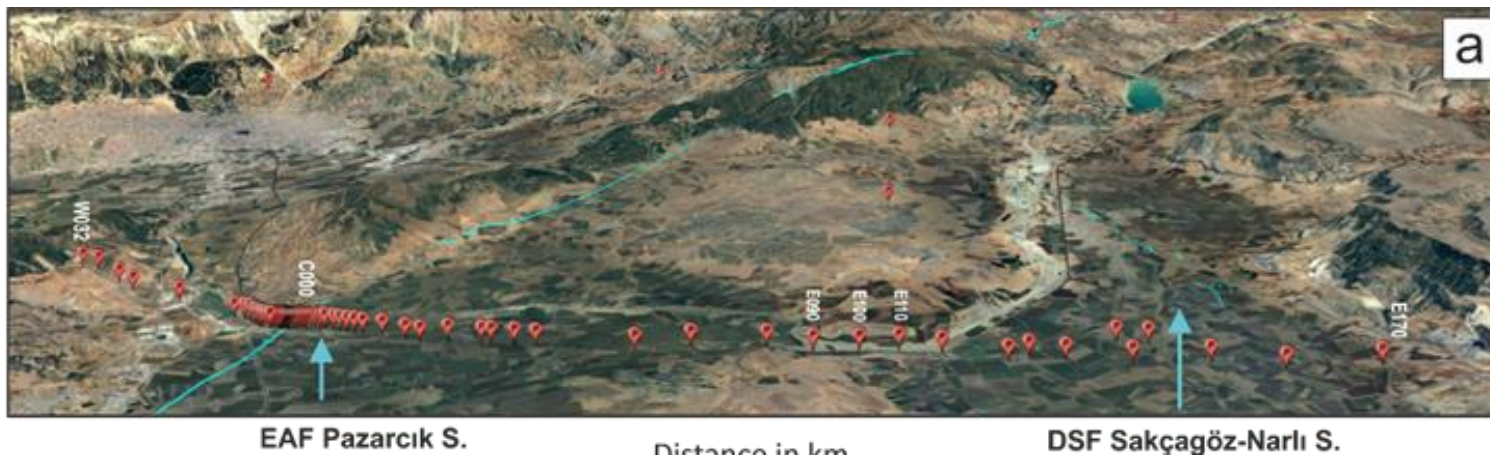 a
W032
C000
E090
E100
E110
E170
EAF Pazarcık S.
DSF Sakçagöz-Narlı S.
Distance in km